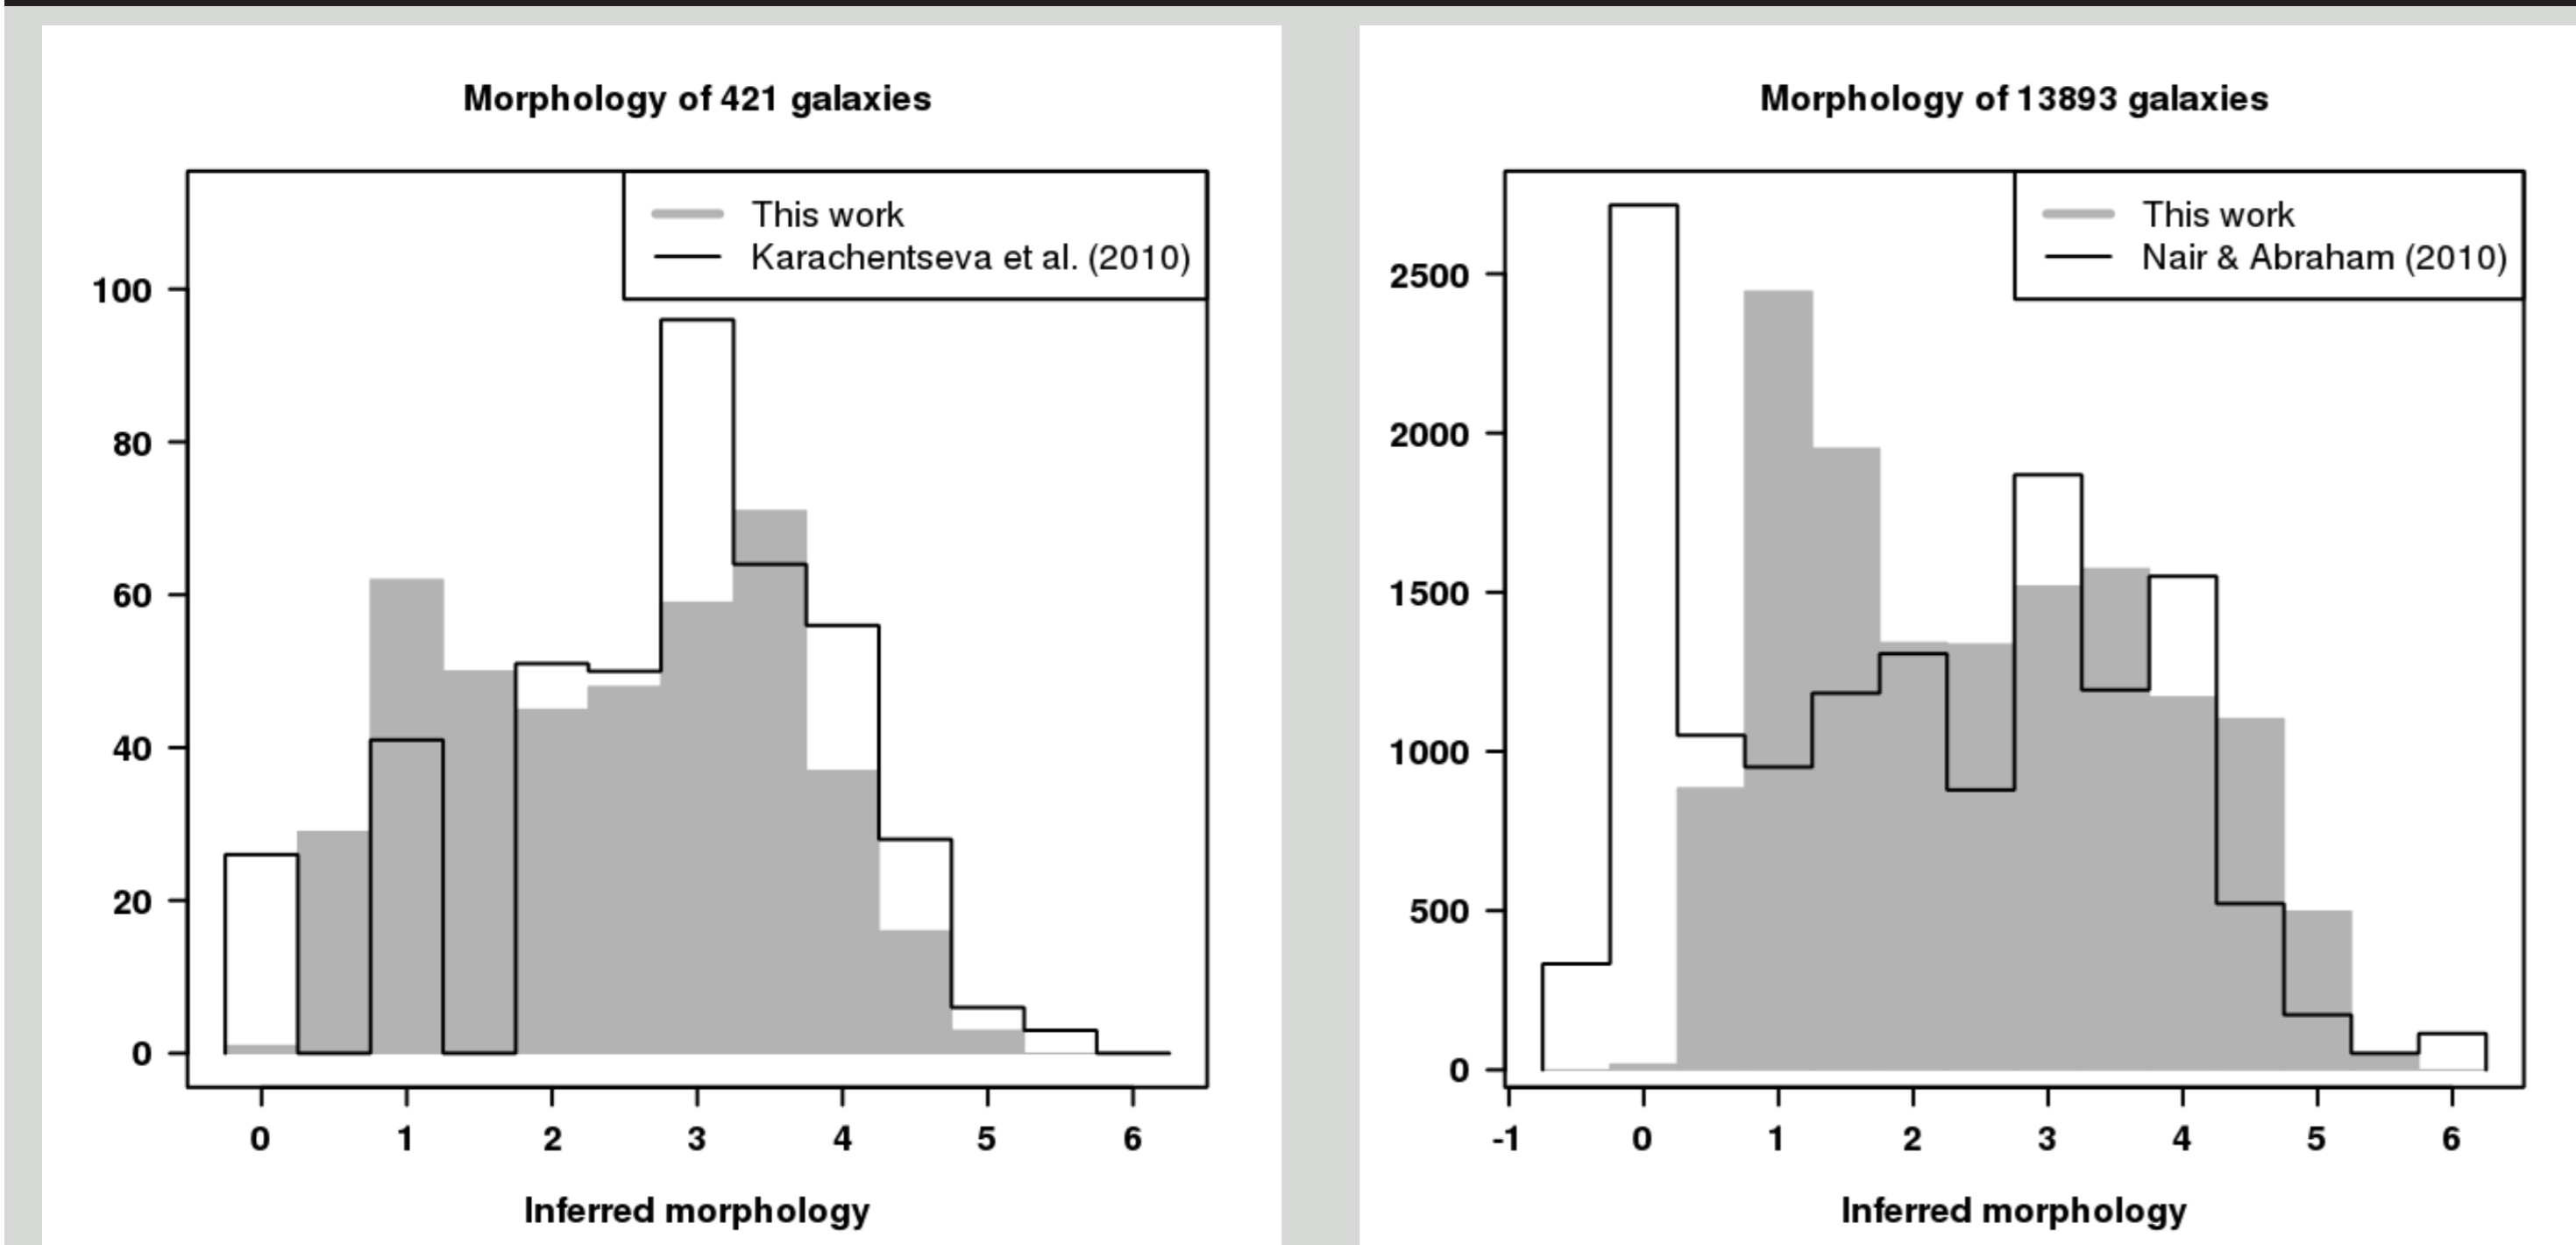 Morphology of 421 galaxies
This work
Karachentseva et al. (2010)
100
80
60
40
20
0
0 1 2 3 4 5 6
Inferred morphology
Morphology of 13893 galaxies
This work
Nair & Abraham (2010)
2500
2000
1500
1000
500
0
-1 0 1 2 3 4 5 6
Inferred morphology